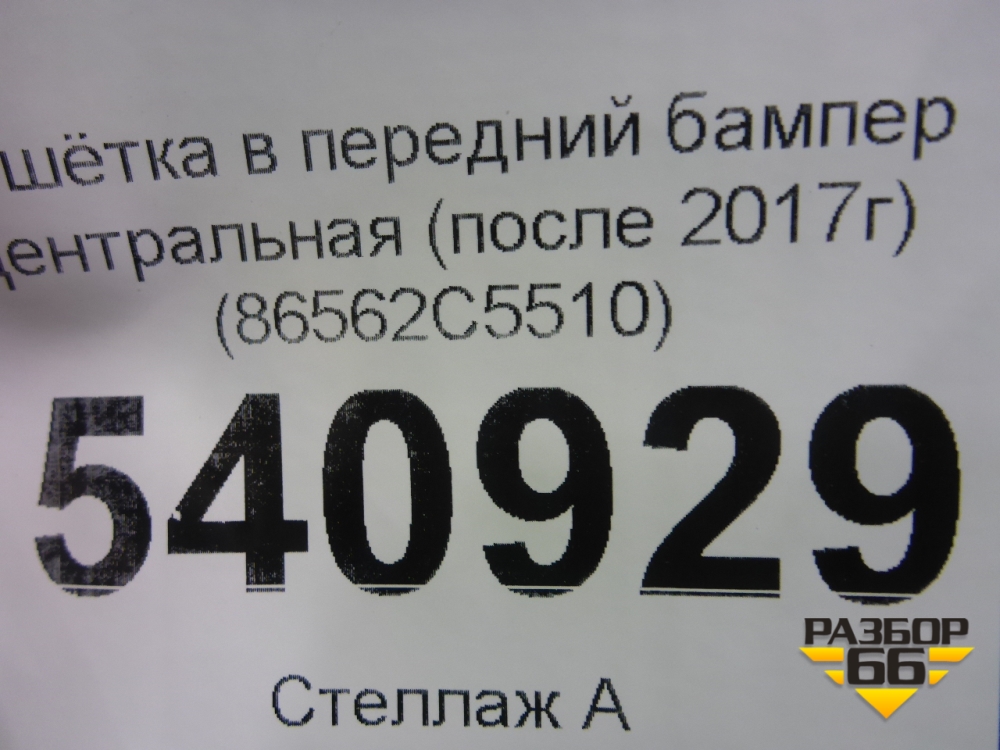 шётка в передний бампер
центральная (после 2017г)
(86562C5510)
540929
РАЗБОР
66
Стеллаж А